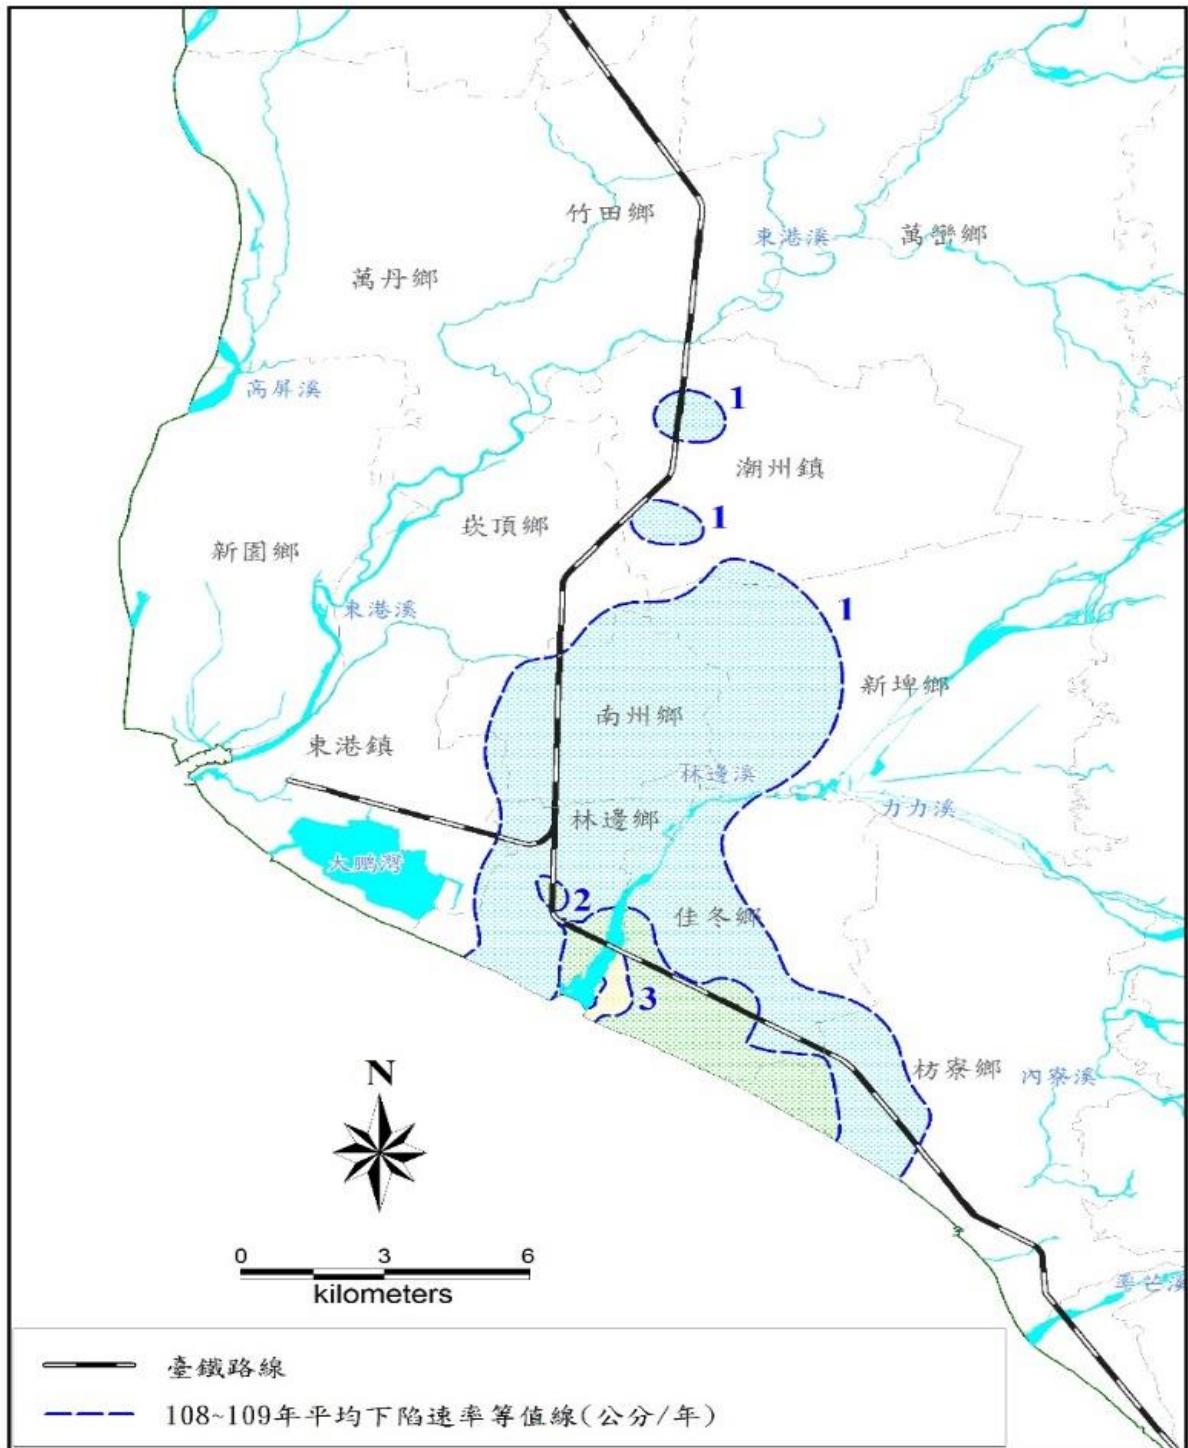 竹田鄉
東港溪
萬巒鄉
萬丹鄉
高屏溪
1
潮州鎮
崁頂鄉
1
新園鄉
東港溪
1
新埤鄉
南州鄉
東港鎮
林邊溪
力力溪
林邊鄉
大鵬灣
2
佳冬鄉
3
枋寮鄉
內寮溪
N
0 3 6
kilometers
率芒溪
臺鐵路線
108~109年平均下陷速率等值線(公分/年)